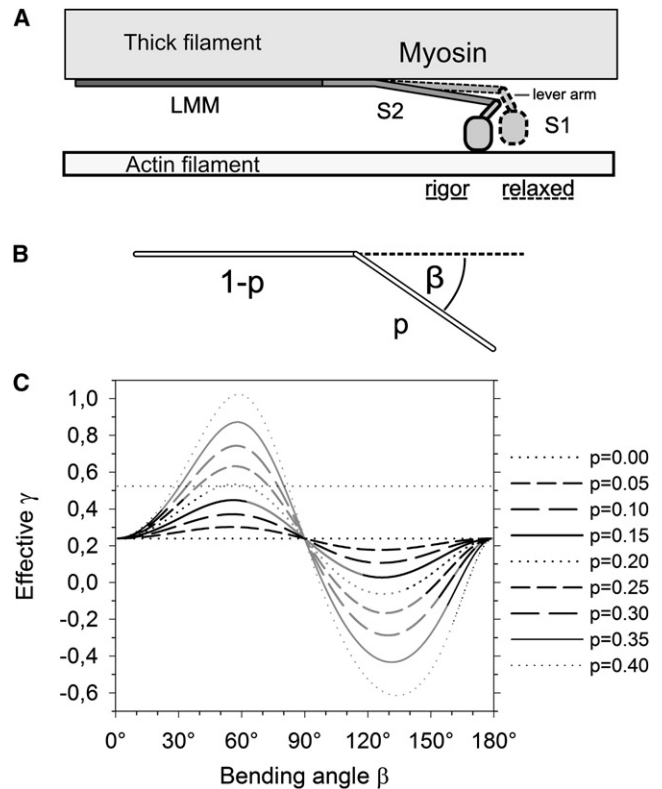 A
Thick filament
Myosin
LMM
S2
lever arm
S1
Actin filament
rigor relaxed
B
1-p
β
p
C
Effective γ
1,0
0,8
0,6
0,4
0,2
0,0
-0,2
-0,4
-0,6
0° 30° 60° 90° 120° 150° 180°
Bending angle β
p=0.00
p=0.05
p=0.10
p=0.15
p=0.20
p=0.25
p=0.30
p=0.35
p=0.40